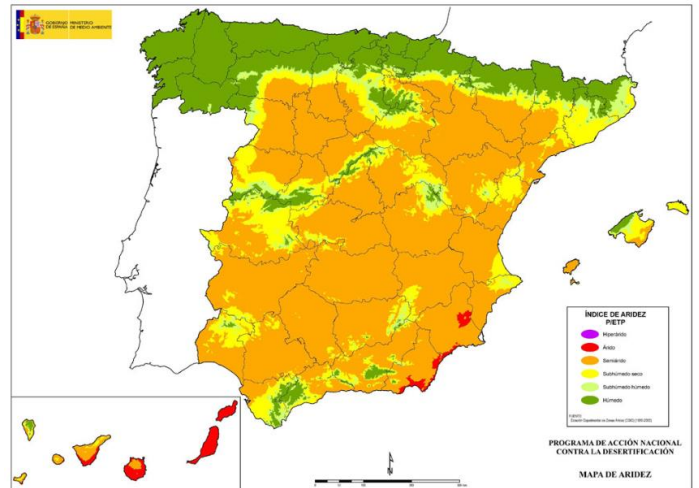 GOBIERNO MINISTERIO
DE ESPAÑA DE MEDIO AMBIENTE
ÍNDICE DE ARIDEZ
P/ETP
Hiperárido
Árido
Semiárido
Subhúmedo seco
Subhúmedo húmedo
Húmedo
PROGRAMA DE ACCIÓN NACIONAL
CONTRA LA DESERTIFICACIÓN
MAPA DE ARIDEZ
N